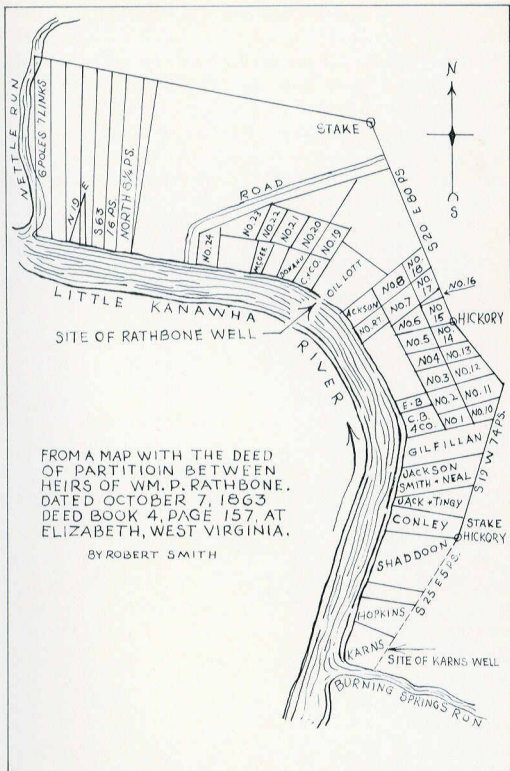 N
S
STAKE
NETTLE RUN
6 POLES 7 LINKS
N 19 E
S 63
16 PS.
NORTH 8½ PS.
ROAD
S 20 E 80 PS
NO. 24
NO. 23
NO. 22
NO. 21
NO. 20
NO. 19
MCGEE
C+CO.
OIL LOTT
LITTLE KANAWHA RIVER
SITE OF RATHBONE WELL
JACKSON
NO. RT.
NO. 8
NO. 7
NO. 6
NO. 5
NO 4
NO. 3
NO. 2
NO 1
NO. 18
NO. 17
NO. 16
NO 15
NO. 14
NO. 13
NO. 12
NO. 11
NO. 10
HICKORY
E-B
C.B. 4 CO.
GILFILLAN
S 19 W 74 PS.
JACKSON
SMITH + NEAL
JACK + TINGY
CONLEY
STAKE
HICKORY
SHADDOON
S 25 E 5 PS.
HOPKINS
KARNS
SITE OF KARNS WELL
BURNING SPRINGS RUN
FROM A MAP WITH THE DEED
OF PARTITIOIN BETWEEN
HEIRS OF WM. P. RATHBONE.
DATED OCTOBER 7, 1863
DEED BOOK 4, PAGE 157, AT
ELIZABETH, WEST VIRGINIA.
BY ROBERT SMITH